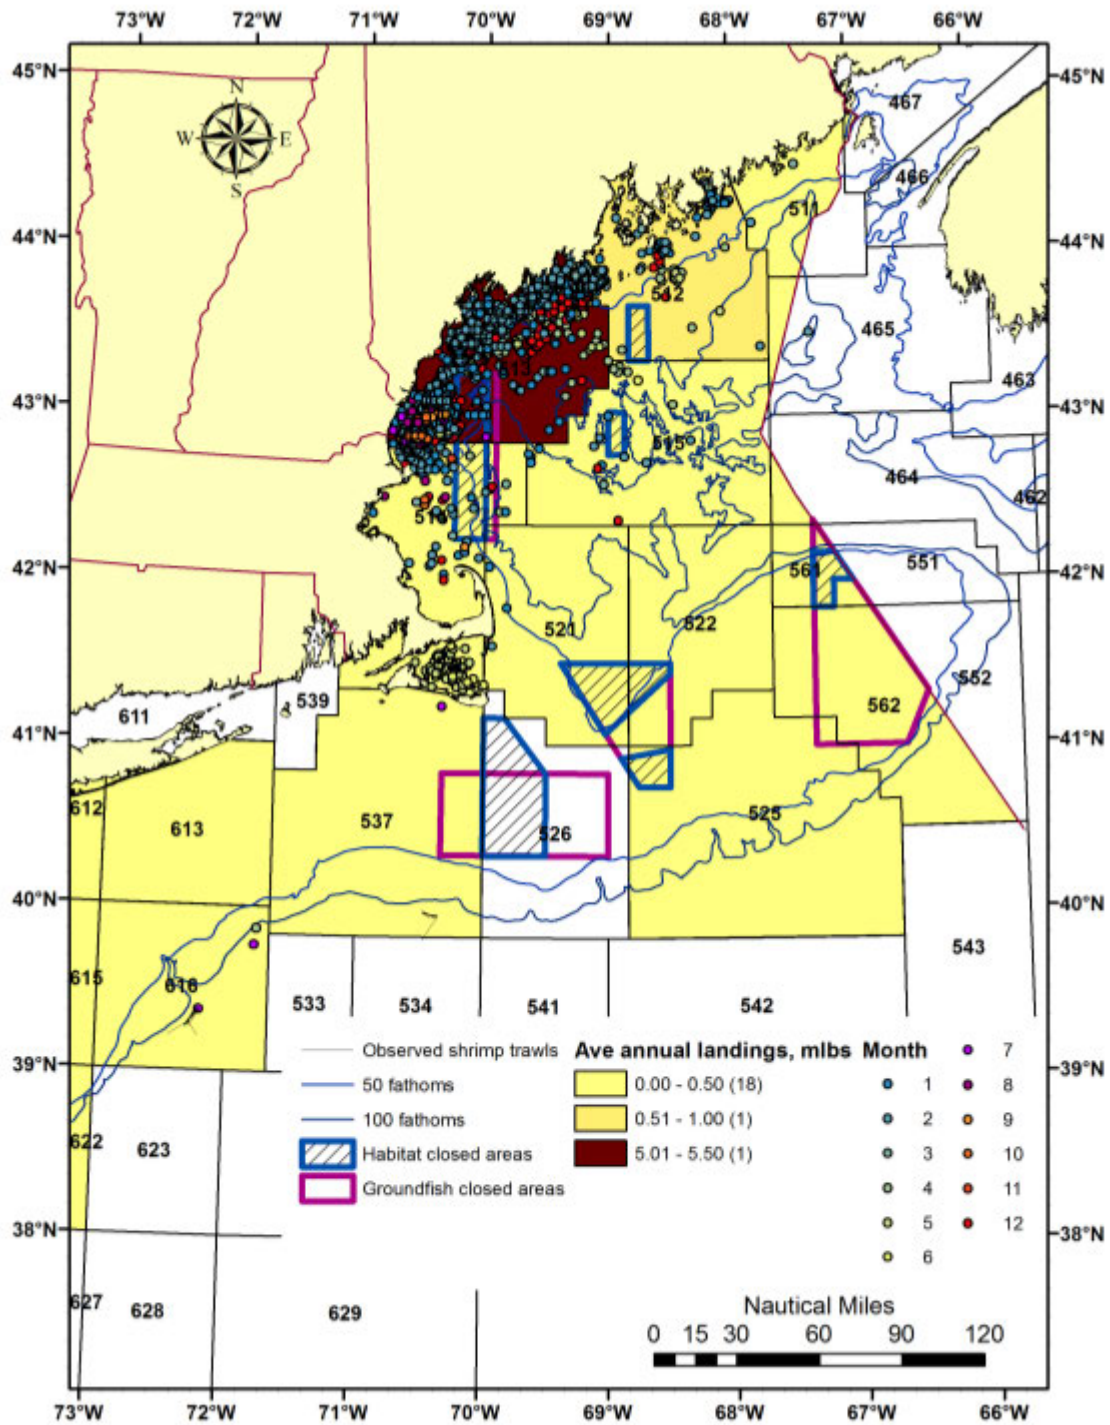 73°W 72°W 71°W 70°W 69°W 68°W 67°W 66°W
45°N 45°N
N
W E
S
467
466
511
44°N 44°N
512
465
463
513
43°N 43°N
515
464
462
514
42°N 561 551 42°N
521 522
552
562
611 539
41°N 41°N
612
613 537 526 525
40°N 40°N
543
615 616
533 534 541 542
39°N 39°N
Observed shrimp trawls
50 fathoms
100 fathoms
Habitat closed areas
Groundfish closed areas
Ave annual landings, mlbs
0.00 - 0.50 (18)
0.51 - 1.00 (1)
5.01 - 5.50 (1)
Month
1
2
3
4
5
6
7
8
9
10
11
12
622 623
38°N 38°N
627 628 629
Nautical Miles
0 15 30 60 90 120
73°W 72°W 71°W 70°W 69°W 68°W 67°W 66°W